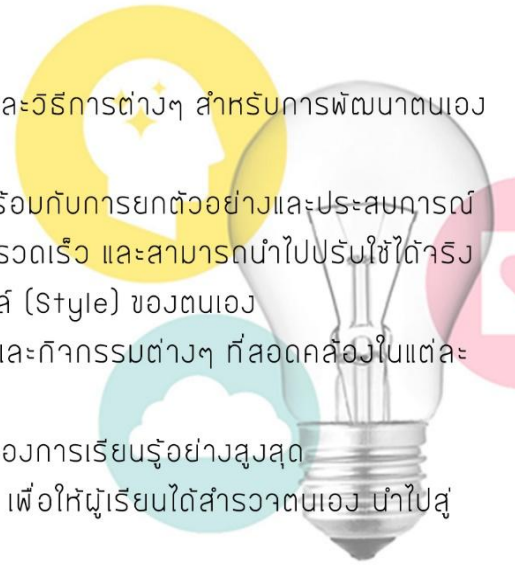 ละวิธีการต่างๆ สำหรับการพัฒนาตนเอง
ร้อมกับการยกตัวอย่างและประสบการณ์
รวดเร็ว และสามารถนำไปปรับใช้ได้จริง
ล์ (Style) ของตนเอง
และกิจกรรมต่างๆ ที่สอดคล้องในแต่ละ
องการเรียนรู้อย่างสูงสุด
เพื่อให้ผู้เรียนได้สำรวจตนเอง นำไปสู่